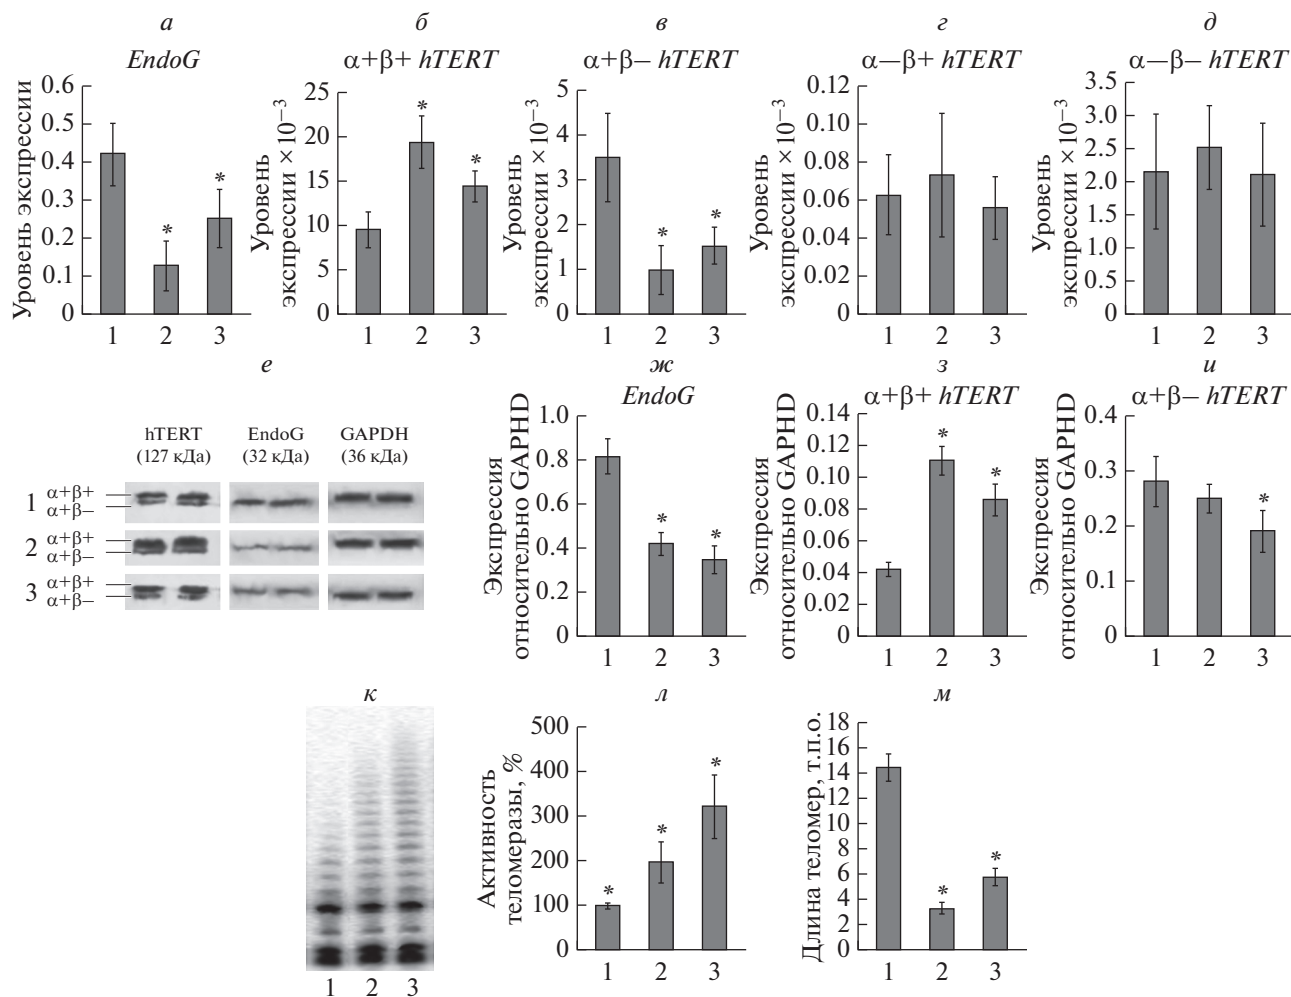 а
EndoG
Уровень экспрессии
0.6
0.5
0.4
0.3
0.2
0.1
0
*
*
1 2 3
б
α+β+ hTERT
Уровень
экспрессии ×10⁻³
25
20
15
10
5
0
*
*
1 2 3
в
α+β– hTERT
Уровень
экспрессии ×10⁻³
5
4
3
2
1
0
*
*
1 2 3
г
α–β+ hTERT
Уровень
экспрессии ×10⁻³
0.12
0.10
0.08
0.06
0.04
0.02
0
1 2 3
д
α–β– hTERT
Уровень
экспрессии ×10⁻³
3.5
3.0
2.5
2.0
1.5
1.0
0.5
0
1 2 3
е
hTERT
(127 кДа)
EndoG
(32 кДа)
GAPDH
(36 кДа)
1
α+β+
α+β–
2
α+β+
α+β–
3
α+β+
α+β–
ж
EndoG
Экспрессия
относительно GAPHD
1.0
0.8
0.6
0.4
0.2
0
*
*
1 2 3
з
α+β+ hTERT
Экспрессия
относительно GAPHD
0.14
0.12
0.10
0.08
0.06
0.04
0.02
0
*
*
1 2 3
и
α+β– hTERT
Экспрессия
относительно GAPHD
0.4
0.3
0.2
0.1
0
*
1 2 3
к
1 2 3
л
Активность
теломеразы, %
500
400
300
200
100
0
*
*
*
1 2 3
м
Длина теломер, т.п.о.
18
16
14
12
10
8
6
4
2
0
*
*
1 2 3